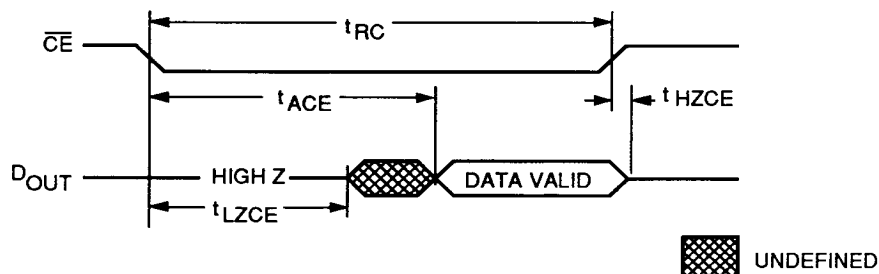 tRC
CE
tACE
tHZCE
DOUT
HIGH Z
DATA VALID
tLZCE
UNDEFINED